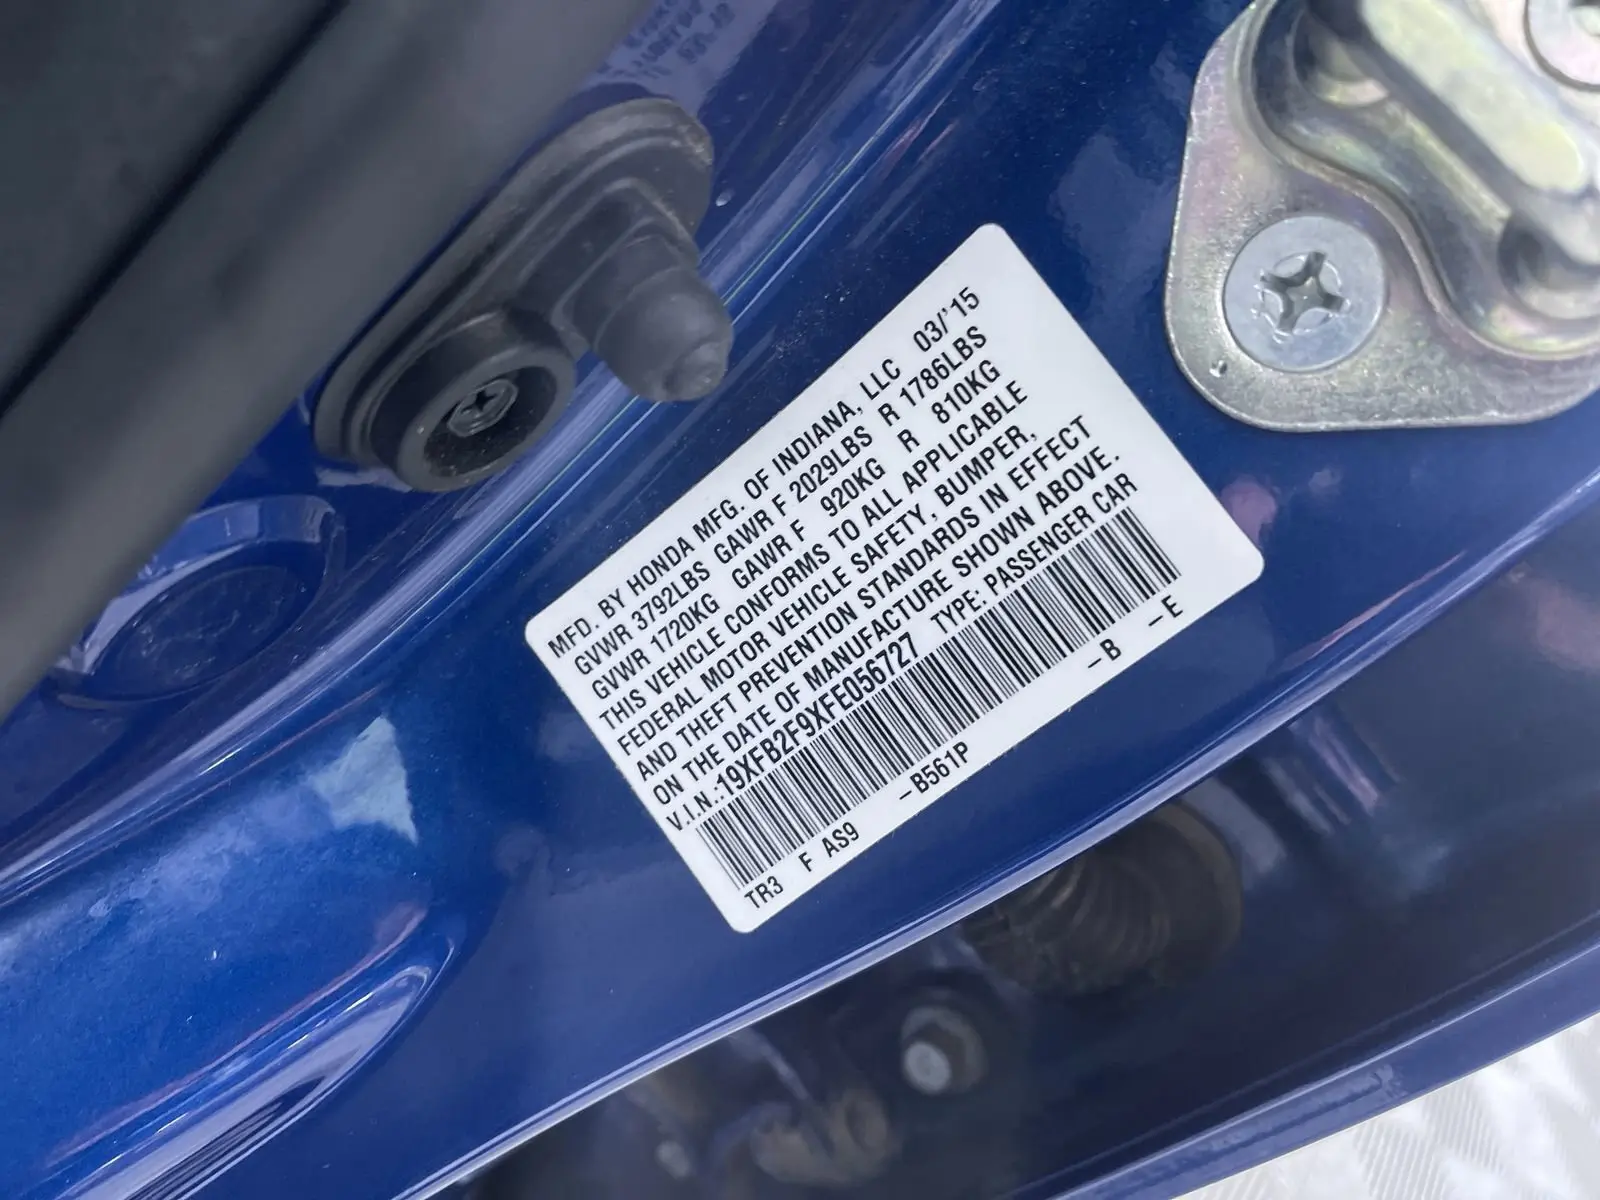 MFD. BY HONDA MFG. OF INDIANA, LLC 03/'15
GVWR 3792LBS GAWR F 2029LBS R 1786LBS
GVWR 1720KG GAWR F 920KG R 810KG
THIS VEHICLE CONFORMS TO ALL APPLICABLE
FEDERAL MOTOR VEHICLE SAFETY, BUMPER,
AND THEFT PREVENTION STANDARDS IN EFFECT
ON THE DATE OF MANUFACTURE SHOWN ABOVE.
V.I.N.:19XFB2F9XFE056727 TYPE: PASSENGER CAR
TR3 F AS9 -B561P -B -E